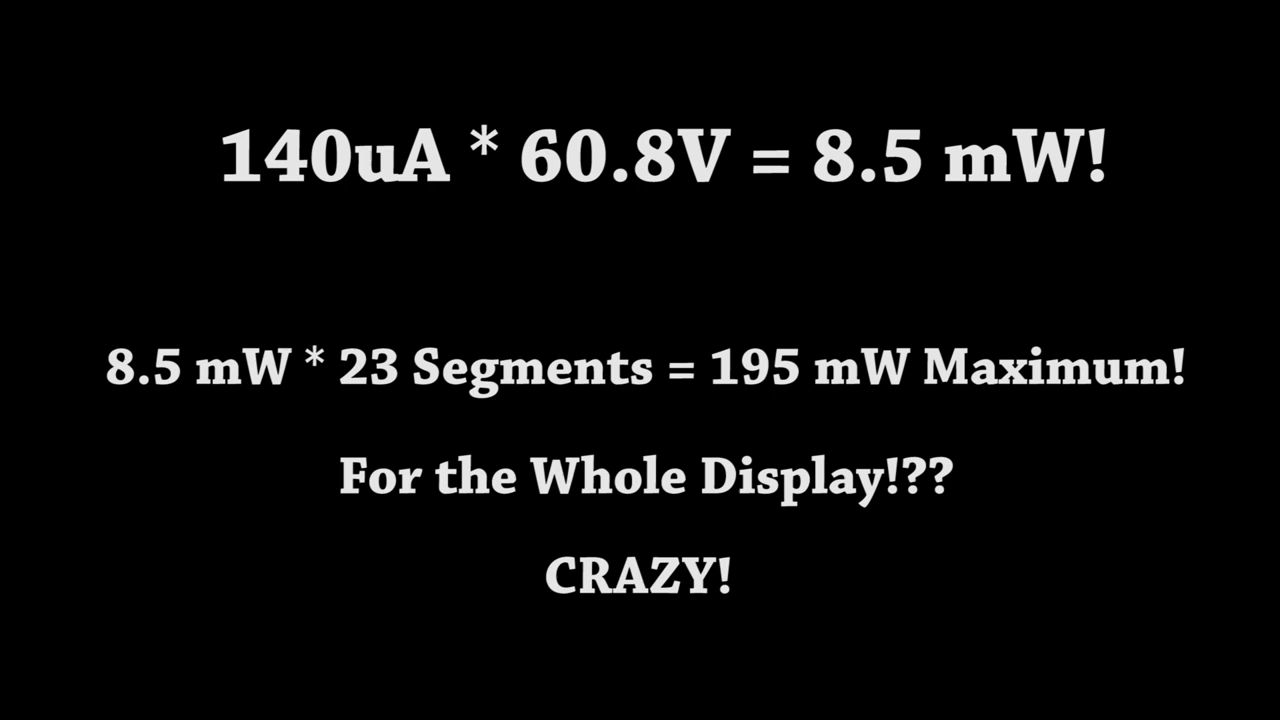 140uA * 60.8V = 8.5 mW!
8.5 mW * 23 Segments = 195 mW Maximum!
For the Whole Display!??
CRAZY!